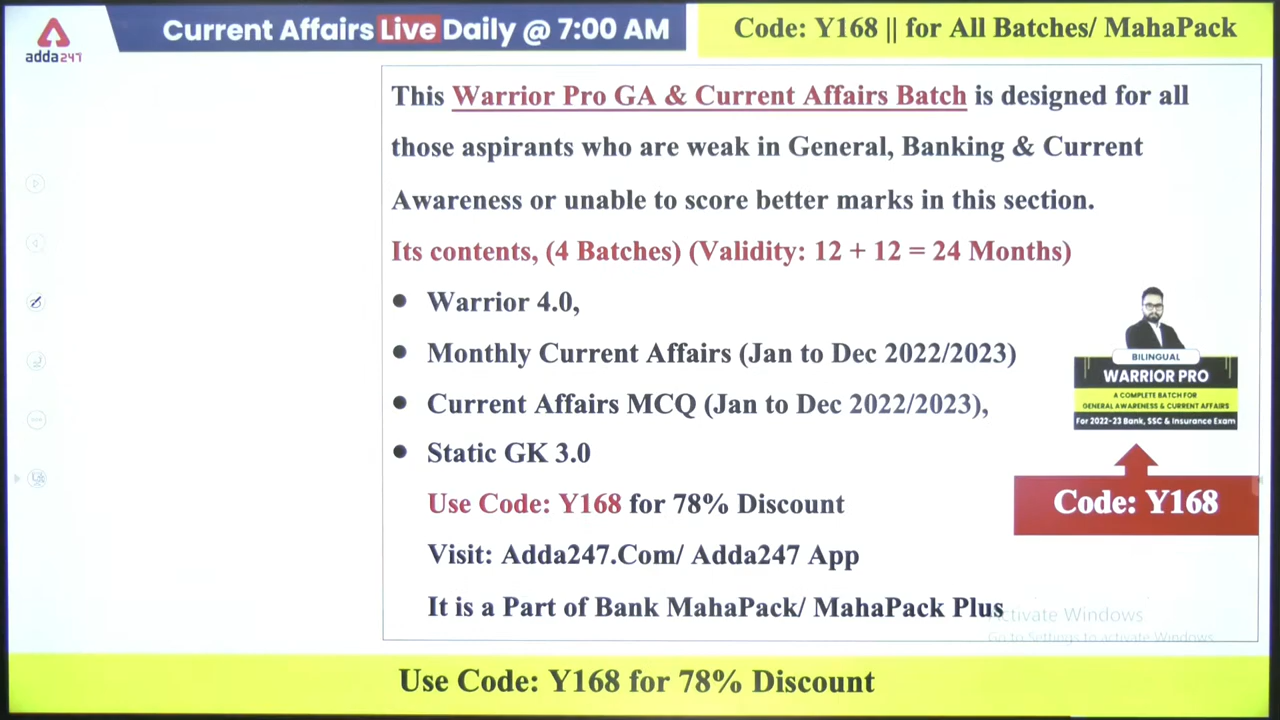 adda247
Current Affairs Live Daily @ 7:00 AM
Code: Y168 || for All Batches/ MahaPack
This Warrior Pro GA & Current Affairs Batch is designed for all
those aspirants who are weak in General, Banking & Current
Awareness or unable to score better marks in this section.
Its contents, (4 Batches) (Validity: 12 + 12 = 24 Months)
● Warrior 4.0,
● Monthly Current Affairs (Jan to Dec 2022/2023)
● Current Affairs MCQ (Jan to Dec 2022/2023),
● Static GK 3.0
Use Code: Y168 for 78% Discount
Visit: Adda247.Com/ Adda247 App
It is a Part of Bank MahaPack/ MahaPack Plus
BILINGUAL
WARRIOR PRO
A COMPLETE BATCH FOR
GENERAL AWARENESS & CURRENT AFFAIRS
For 2022-23 Bank, SSC & Insurance Exam
Code: Y168
Activate Windows
Go to Settings to activate Windows.
Use Code: Y168 for 78% Discount